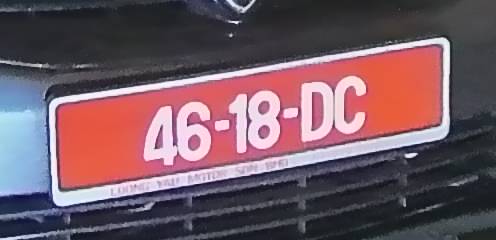 46-18-DC
LOONG YAU MOTOR SDN BHD